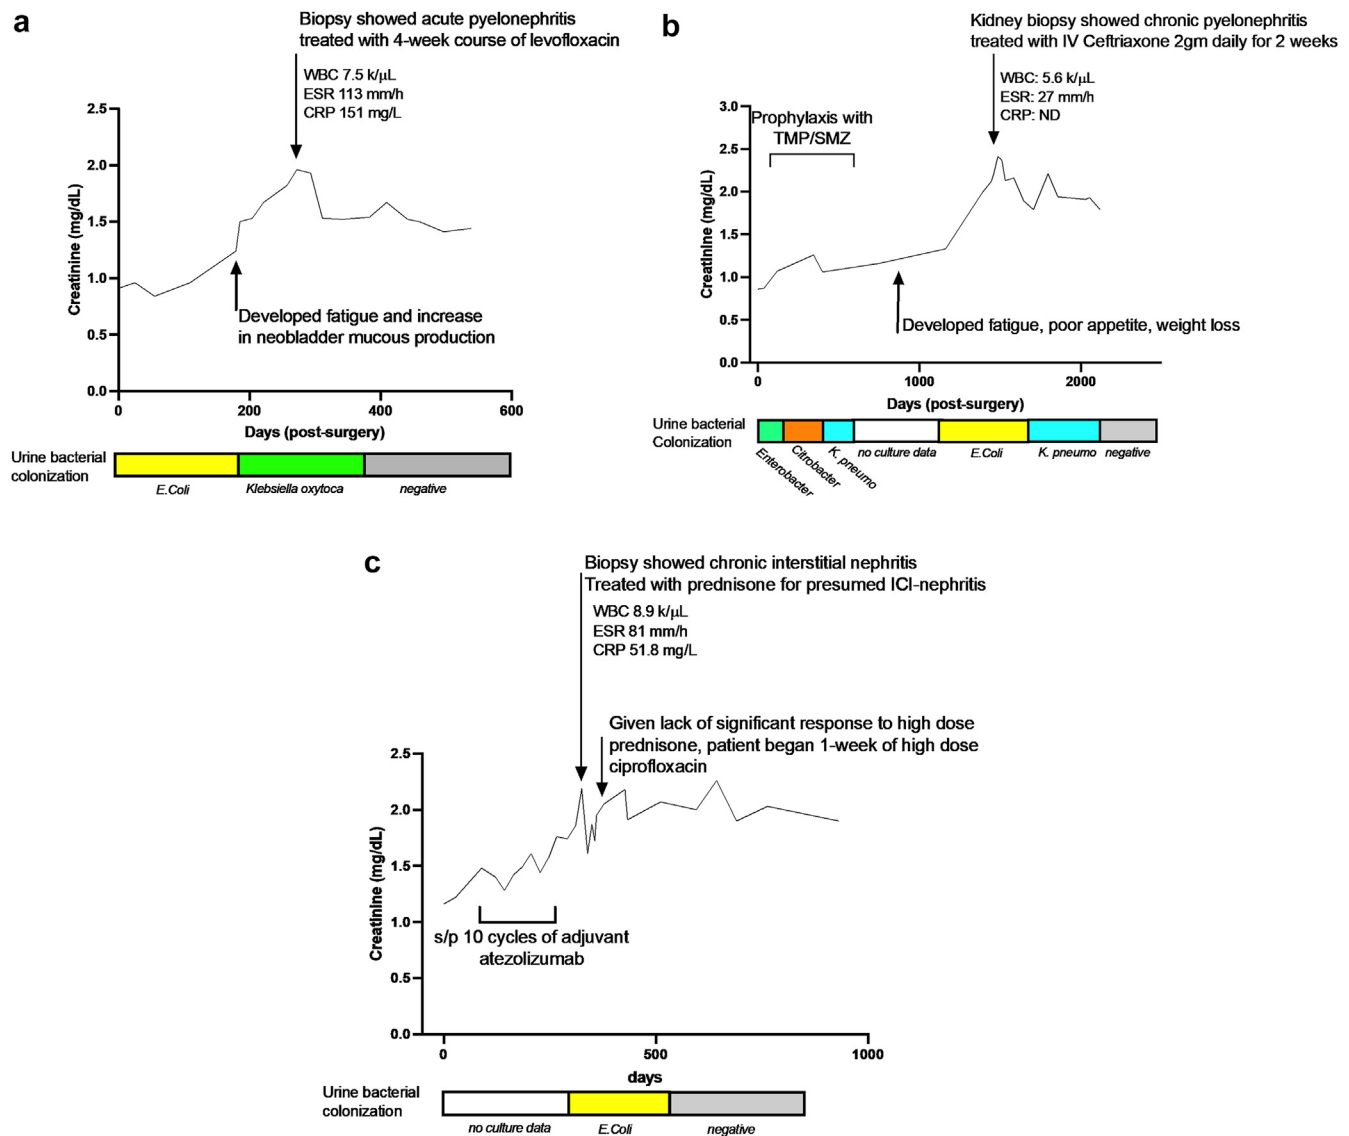 a
Biopsy showed acute pyelonephritis
treated with 4-week course of levofloxacin
WBC 7.5 k/μL
ESR 113 mm/h
CRP 151 mg/L
2.5
2.0
1.5
1.0
0.5
0.0
Creatinine (mg/dL)
Developed fatigue and increase
in neobladder mucous production
0
200
400
600
Days (post-surgery)
Urine bacterial
colonization
E.Coli
Klebsiella oxytoca
negative
b
Kidney biopsy showed chronic pyelonephritis
treated with IV Ceftriaxone 2gm daily for 2 weeks
WBC: 5.6 k/μL
ESR: 27 mm/h
CRP: ND
Prophylaxis with
TMP/SMZ
3.0
2.5
2.0
1.5
1.0
0.5
0.0
Creatinine (mg/dL)
Developed fatigue, poor appetite, weight loss
0
1000
2000
Days (post-surgery)
Urine bacterial
Colonization
Enterobacter
Citrobacter
K. pneumo
no culture data
E.Coli
K. pneumo
negative
c
Biopsy showed chronic interstitial nephritis
Treated with prednisone for presumed ICI-nephritis
WBC 8.9 k/μL
ESR 81 mm/h
CRP 51.8 mg/L
Given lack of significant response to high dose
prednisone, patient began 1-week of high dose
ciprofloxacin
2.5
2.0
1.5
1.0
0.5
0.0
Creatinine (mg/dL)
s/p 10 cycles of adjuvant
atezolizumab
0
500
1000
days
Urine bacterial
colonization
no culture data
E.Coli
negative